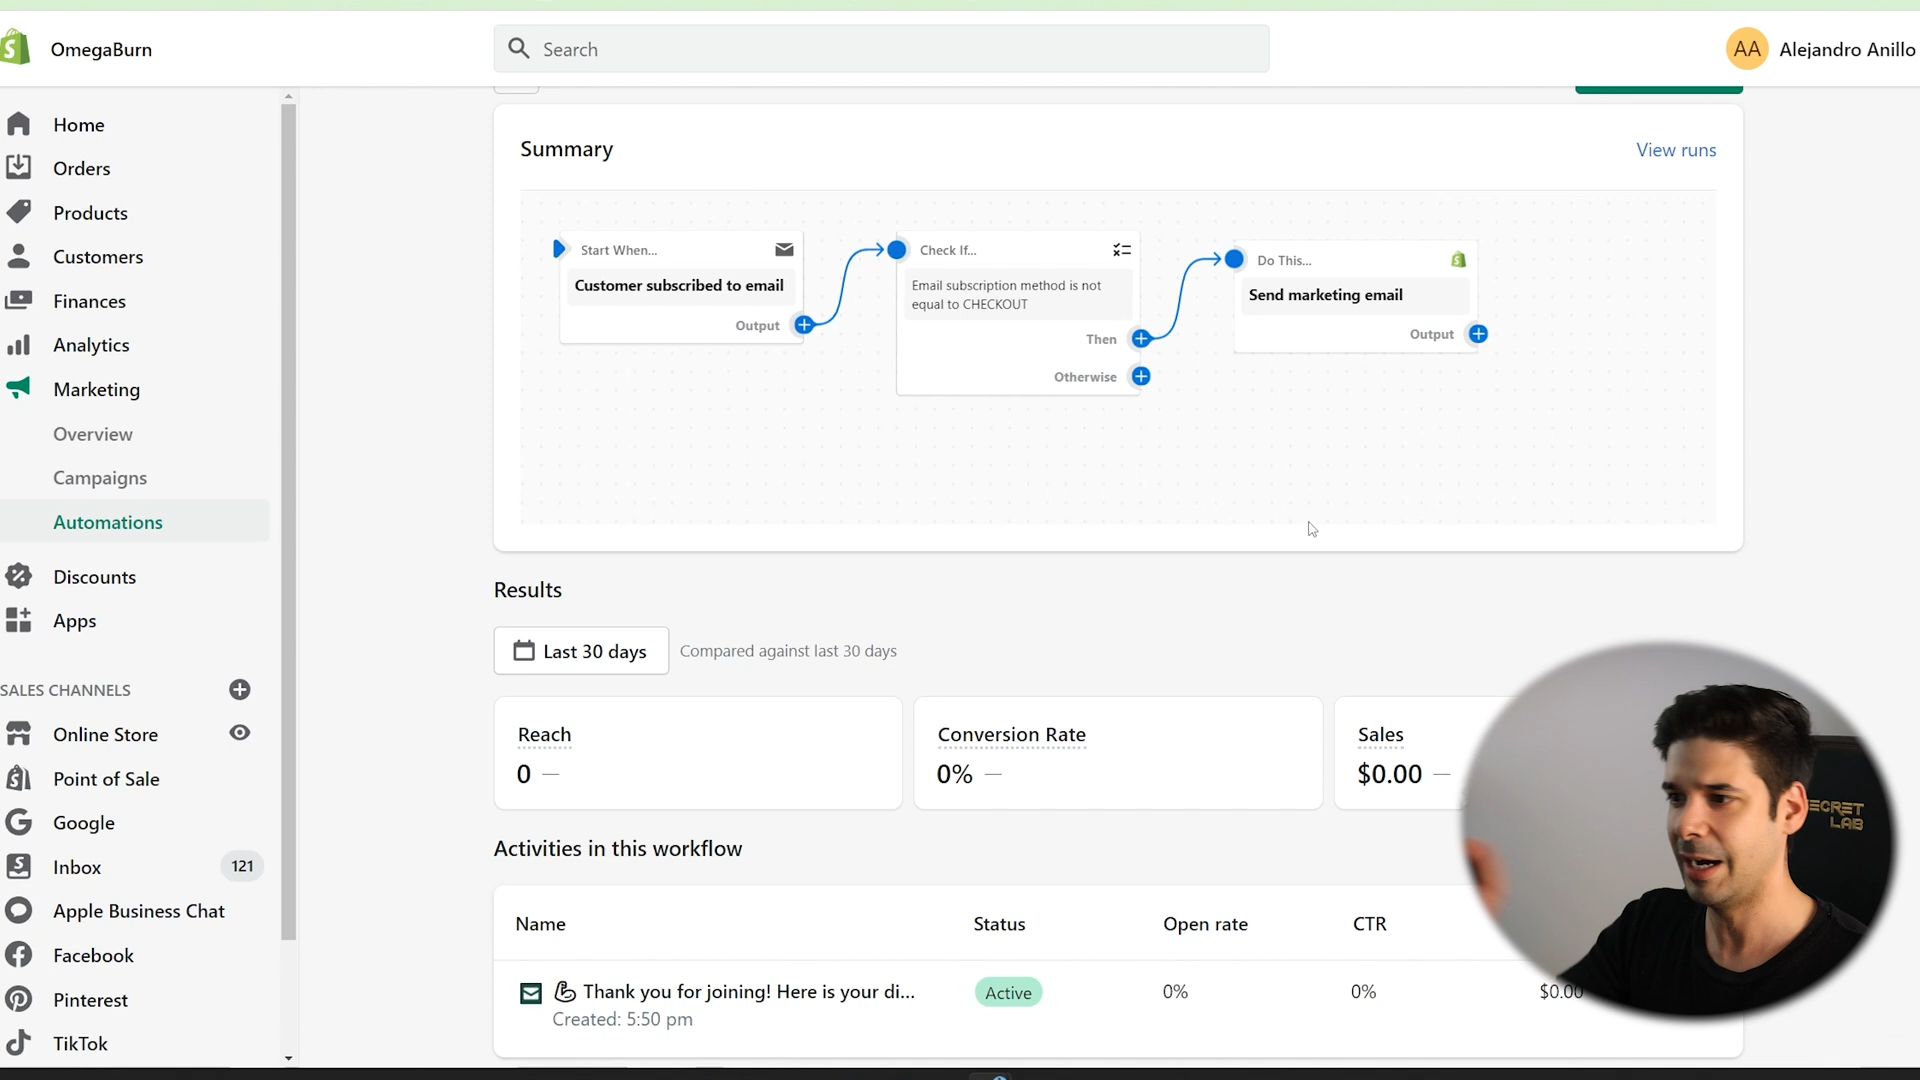 OmegaBurn
Search
AA
Alejandro Anillo
Home
Orders
Products
Customers
Finances
Analytics
Marketing
Overview
Campaigns
Automations
Discounts
Apps
SALES CHANNELS
Online Store
Point of Sale
Google
Inbox
121
Apple Business Chat
Facebook
Pinterest
TikTok
Summary
View runs
Start When...
Customer subscribed to email
Output
Check If...
Email subscription method is not
equal to CHECKOUT
Then
Otherwise
Do This...
Send marketing email
Output
Results
Last 30 days
Compared against last 30 days
Reach
0 —
Conversion Rate
0% —
Sales
$0.00 —
Activities in this workflow
Name
Status
Open rate
CTR
💪 Thank you for joining! Here is your di...
Created: 5:50 pm
Active
0%
0%
$0.00
ECRET
LAB